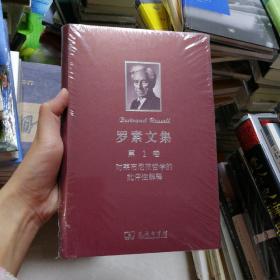 Bertrand Russell
罗素文集
第 1 卷
对莱布尼茨哲学的
批评性解释
商务印书馆